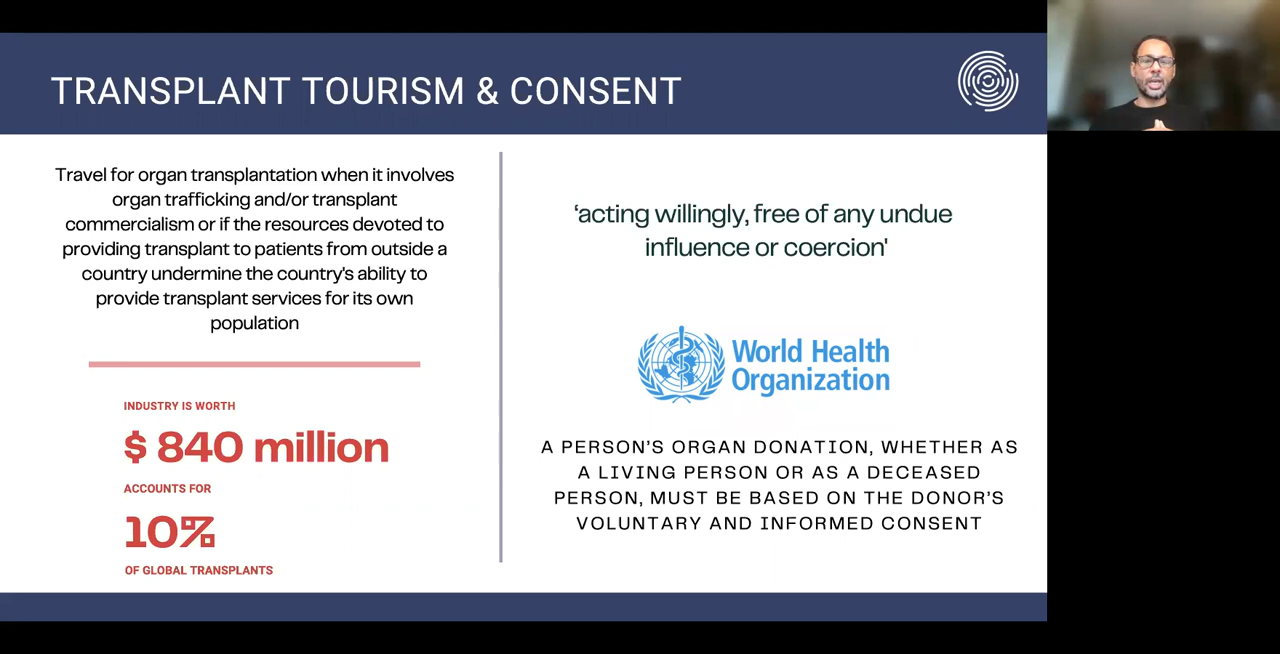 TRANSPLANT TOURISM & CONSENT
Travel for organ transplantation when it involves
organ trafficking and/or transplant
commercialism or if the resources devoted to
providing transplant to patients from outside a
country undermine the country's ability to
provide transplant services for its own
population
INDUSTRY IS WORTH
$ 840 million
ACCOUNTS FOR
10%
OF GLOBAL TRANSPLANTS
‘acting willingly, free of any undue
influence or coercion'
World Health
Organization
A PERSON’S ORGAN DONATION, WHETHER AS
A LIVING PERSON OR AS A DECEASED
PERSON, MUST BE BASED ON THE DONOR’S
VOLUNTARY AND INFORMED CONSENT